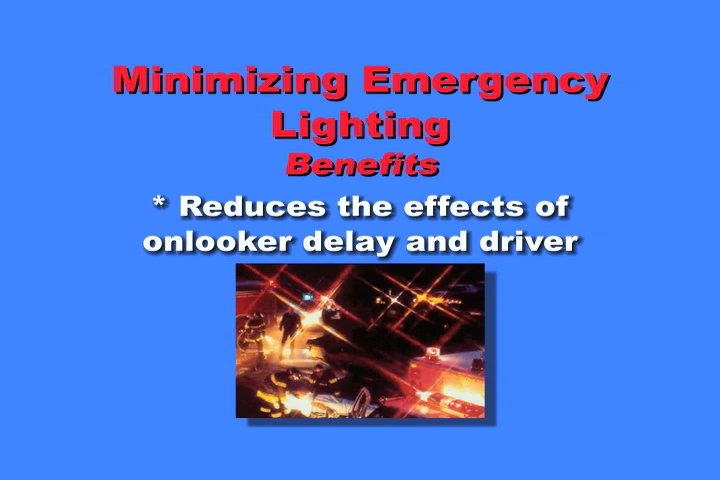 Minimizing Emergency
Lighting
Benefits
* Reduces the effects of
onlooker delay and driver